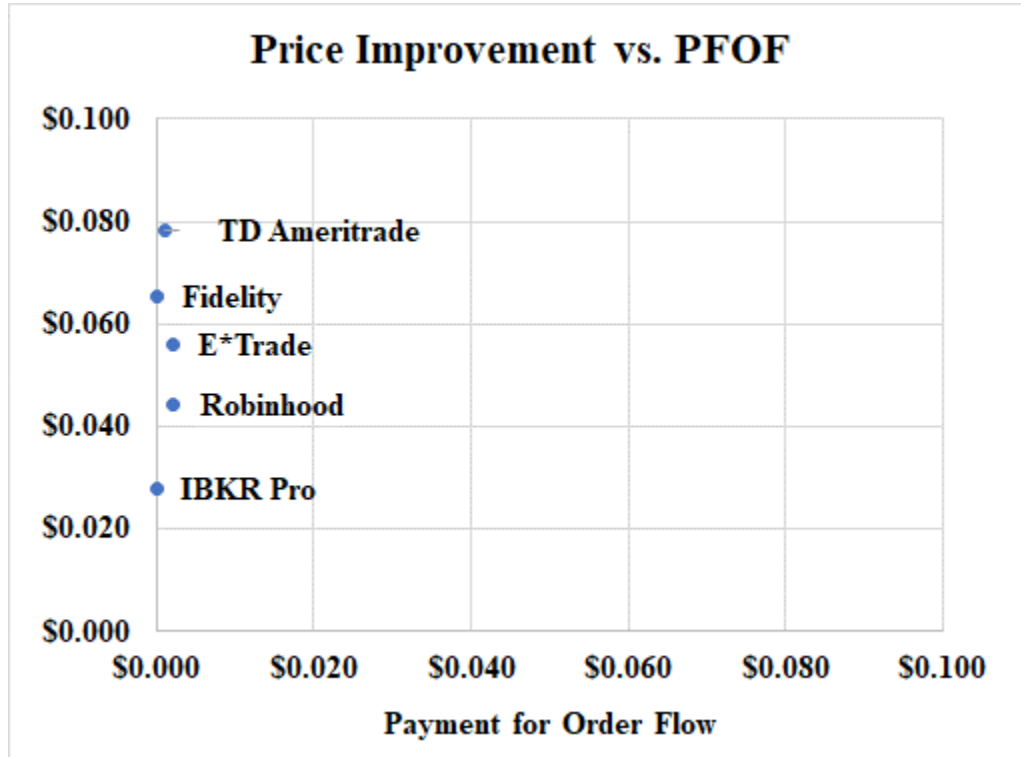 Price Improvement vs. PFOF
$0.100
$0.080
TD Ameritrade
Fidelity
$0.060
E*Trade
Robinhood
$0.040
IBKR Pro
$0.020
$0.000
$0.000 $0.020 $0.040 $0.060 $0.080 $0.100
Payment for Order Flow